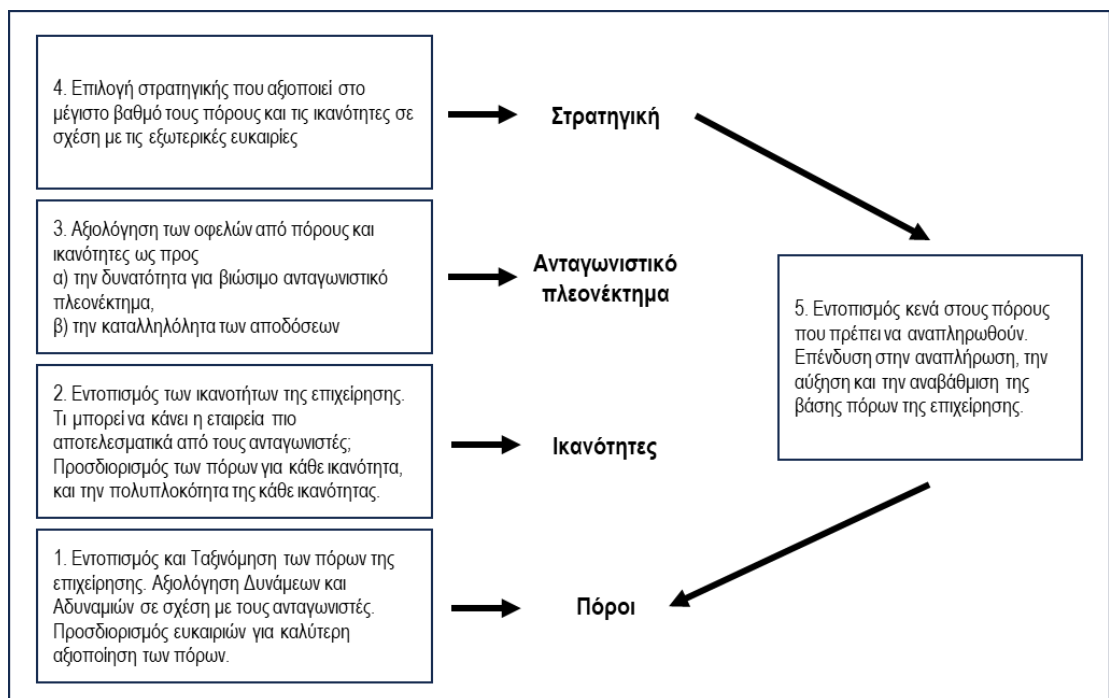 4. Επιλογή στρατηγικής που αξιοποιεί στο
μέγιστο βαθμό τους πόρους και τις ικανότητες σε
σχέση με τις εξωτερικές ευκαιρίες
Στρατηγική
3. Αξιολόγηση των οφελών από πόρους και
ικανότητες ως προς
α) την δυνατότητα για βιώσιμο ανταγωνιστικό
πλεονέκτημα,
β) την καταλληλόλητα των αποδόσεων
Ανταγωνιστικό
πλεονέκτημα
5. Εντοπισμός κενά στους πόρους
που πρέπει να αναπληρωθούν.
Επένδυση στην αναπλήρωση, την
αύξηση και την αναβάθμιση της
βάσης πόρων της επιχείρησης.
2. Εντοπισμός των ικανοτήτων της επιχείρησης.
Τι μπορεί να κάνει η εταιρεία πιο
αποτελεσματικά από τους ανταγωνιστές;
Προσδιορισμός των πόρων για κάθε ικανότητα,
και την πολυπλοκότητα της κάθε ικανότητας.
Ικανότητες
1. Εντοπισμός και Ταξινόμηση των πόρων της
επιχείρησης. Αξιολόγηση Δυνάμεων και
Αδυναμιών σε σχέση με τους ανταγωνιστές.
Προσδιορισμός ευκαιριών για καλύτερη
αξιοποίηση των πόρων.
Πόροι